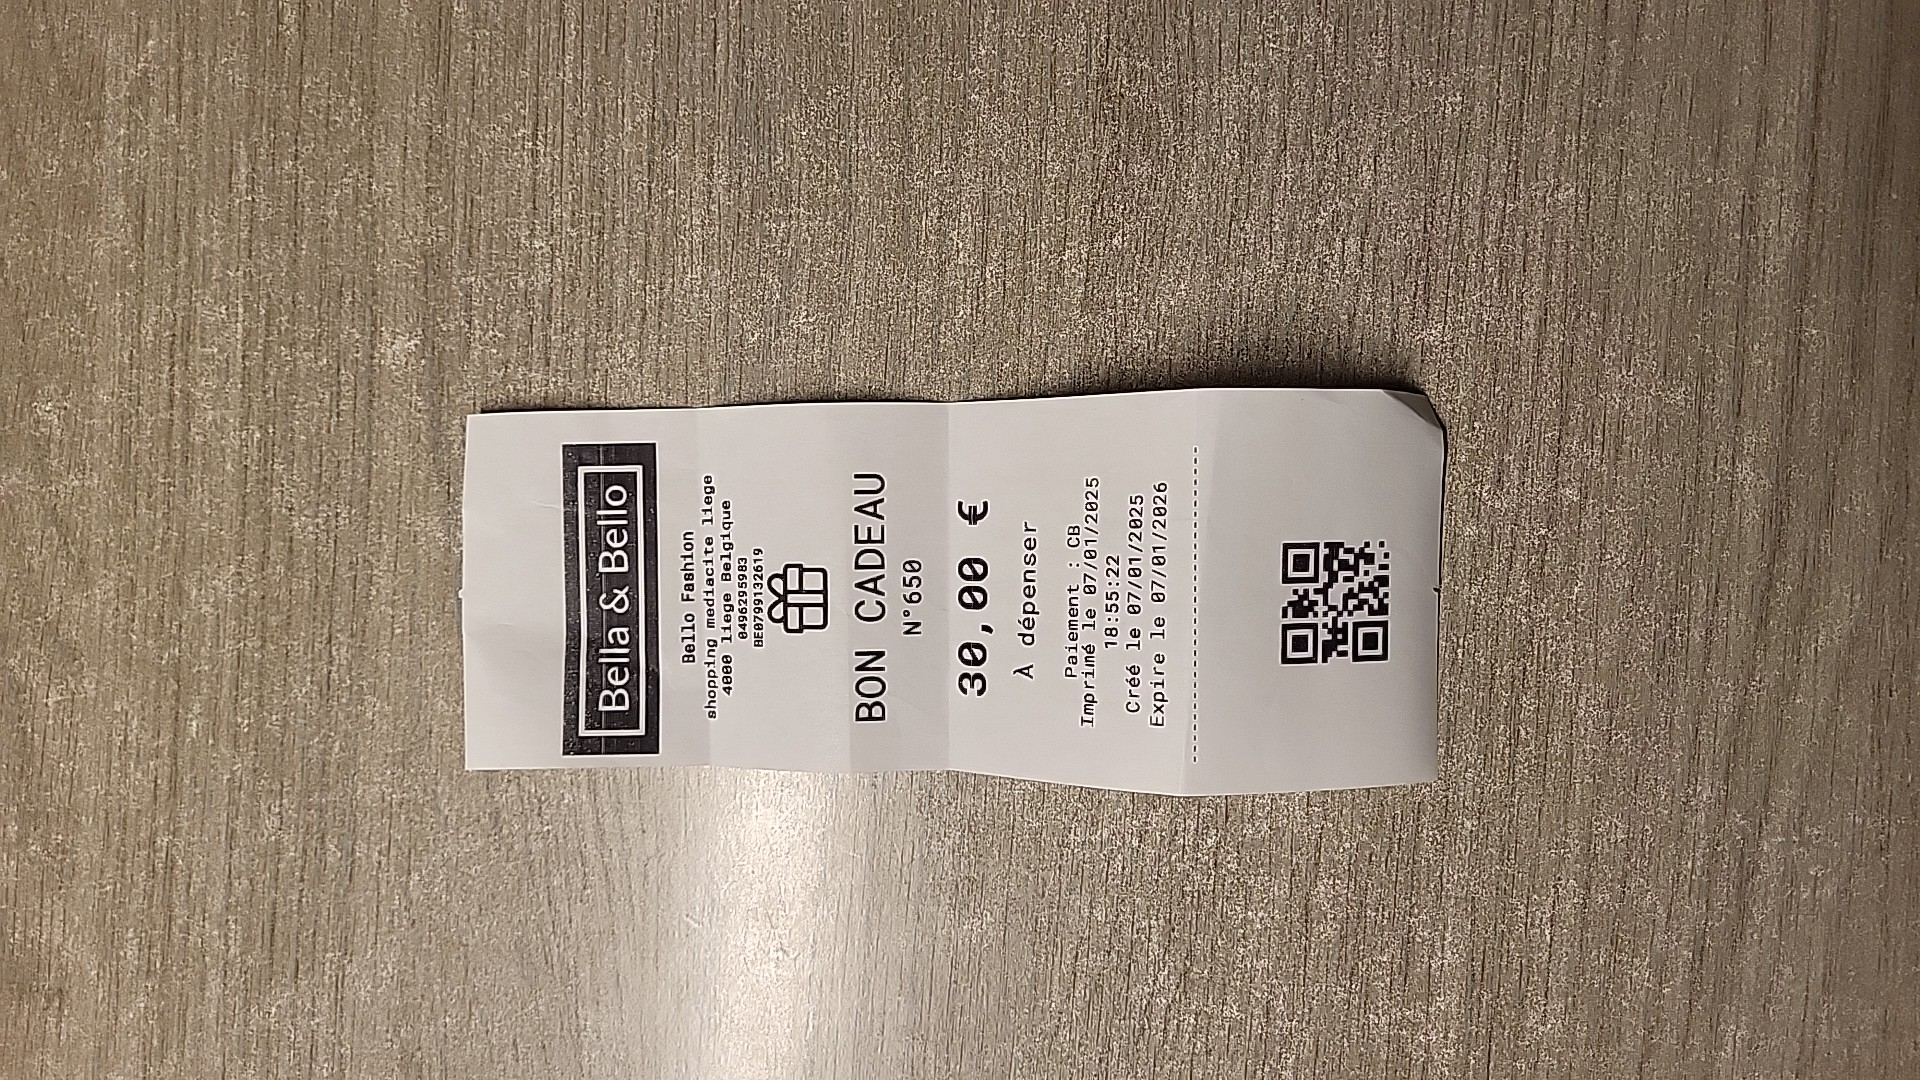 Bella & Bello
Bello Fashion
shopping mediacite liege
4000 liege Belgique
0496295983
BE0799132619
BON CADEAU
N°650
30,00 €
À dépenser
Paiement : CB
Imprimé le 07/01/2025
18:55:22
Créé le 07/01/2025
Expire le 07/01/2026